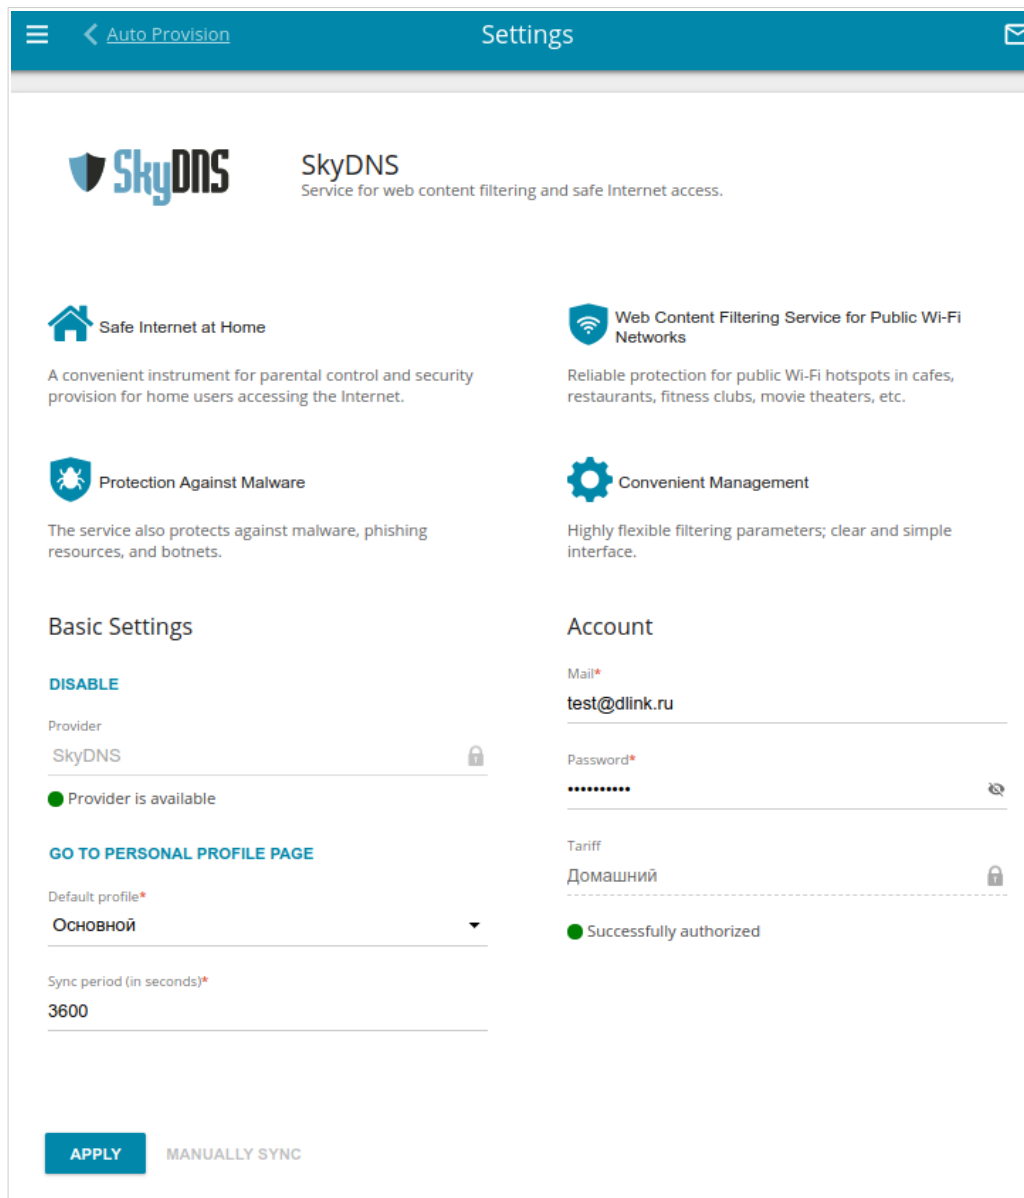 Auto Provision
Settings
SkyDNS
SkyDNS
Service for web content filtering and safe Internet access.
Safe Internet at Home
A convenient instrument for parental control and security
provision for home users accessing the Internet.
Web Content Filtering Service for Public Wi-Fi
Networks
Reliable protection for public Wi-Fi hotspots in cafes,
restaurants, fitness clubs, movie theaters, etc.
Protection Against Malware
The service also protects against malware, phishing
resources, and botnets.
Convenient Management
Highly flexible filtering parameters; clear and simple
interface.
Basic Settings
DISABLE
Provider
SkyDNS
Provider is available
GO TO PERSONAL PROFILE PAGE
Default profile*
Основной
Sync period (in seconds)*
3600
Account
Mail*
test@dlink.ru
Password*
••••••••••
Tariff
Домашний
Successfully authorized
APPLY
MANUALLY SYNC